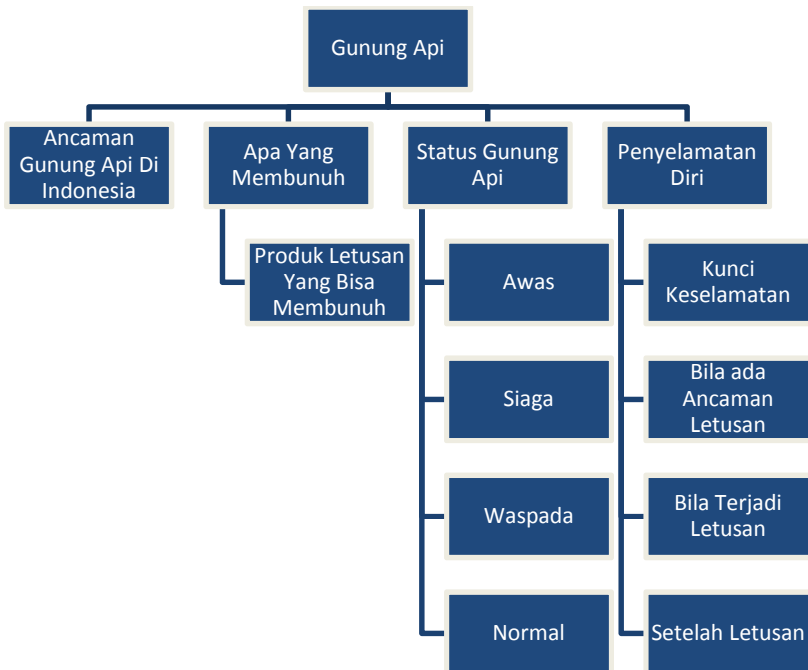 Gunung Api
Ancaman
Gunung Api Di
Indonesia
Apa Yang
Membunuh
Status Gunung
Api
Penyelamatan
Diri
Produk Letusan
Yang Bisa
Membunuh
Awas
Siaga
Waspada
Normal
Kunci
Keselamatan
Bila ada
Ancaman
Letusan
Bila Terjadi
Letusan
Setelah Letusan